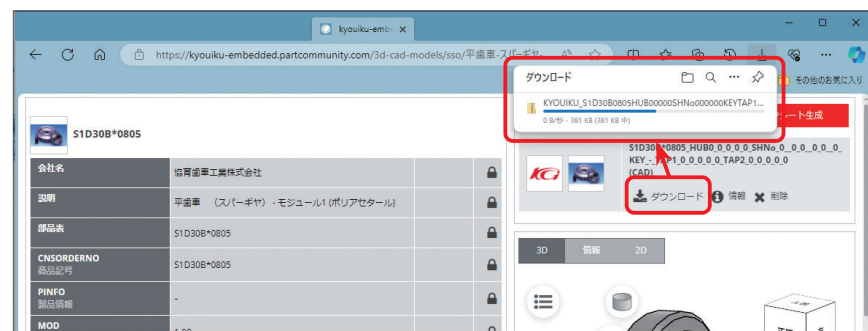 kyouiku-embe
https://kyouiku-embedded.partcommunity.com/3d-cad-models/sso/平歯車-スパーギヤ-
その他のお気に入り
ダウンロード
KYOUIKU_S1D30B0805HUB00000SHNo000000KEYTAP1...
0 B/秒 - 381 KB (381 KB 中)
ート生成
S1D30B*0805
S1D30B*0805_HUB0_0_0_0_0_SHNo_0__0_0__0_0_
KEY_-_TAP1_0_0_0_0_0_TAP2_0_0_0_0_0
(CAD)
KG
ダウンロード 情報 削除
会社名 協育歯車工業株式会社
説明 平歯車 (スパーギヤ) - モジュール1 (ポリアセタール)
部品表 S1D30B*0805
CNSORDERNO
商品記号 S1D30B*0805
PINFO
製品情報 -
MOD
3D 情報 2D